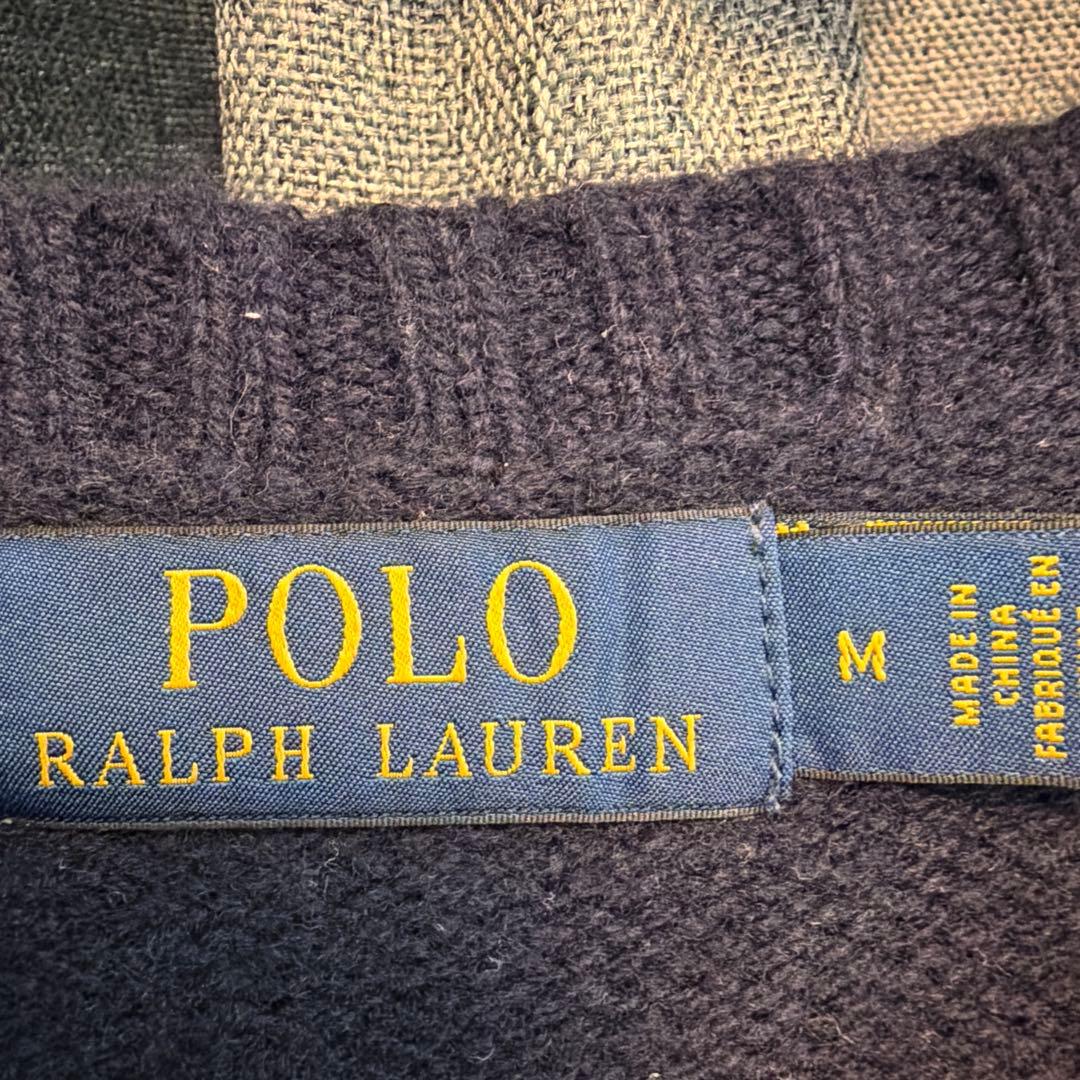 POLO
RALPH LAUREN
M
MADE IN
CHINA
FABRIQUÉ EN